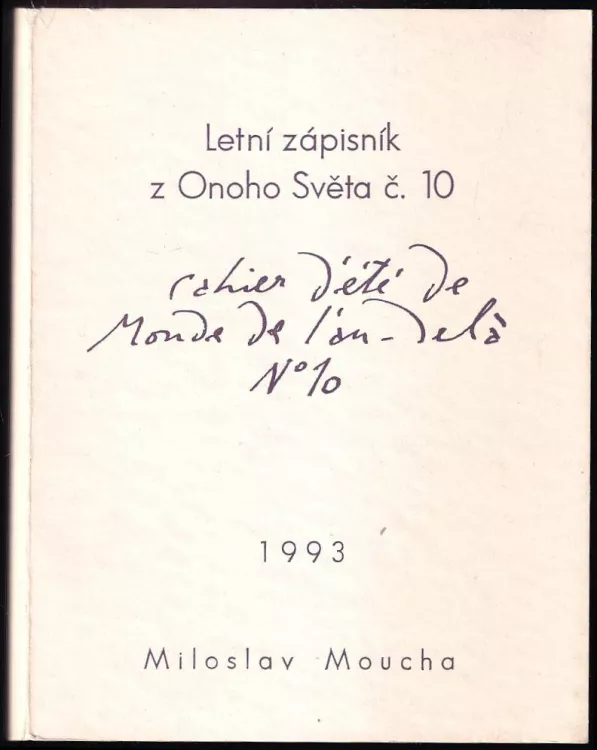 Letní zápisník
z Onoho Světa č. 10
cahier d'été de
Monde de l'au-delà
N°10
1993
Miloslav Moucha